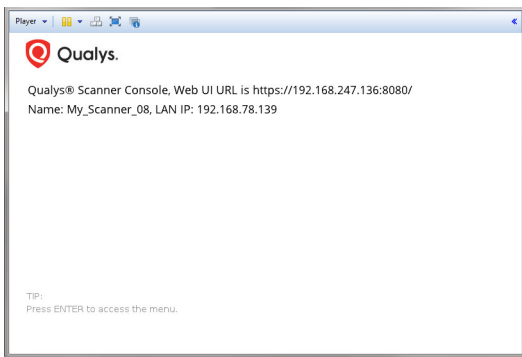 Player
Qualys.
Qualys® Scanner Console, Web UI URL is https://192.168.247.136:8080/
Name: My_Scanner_08, LAN IP: 192.168.78.139
TIP:
Press ENTER to access the menu.